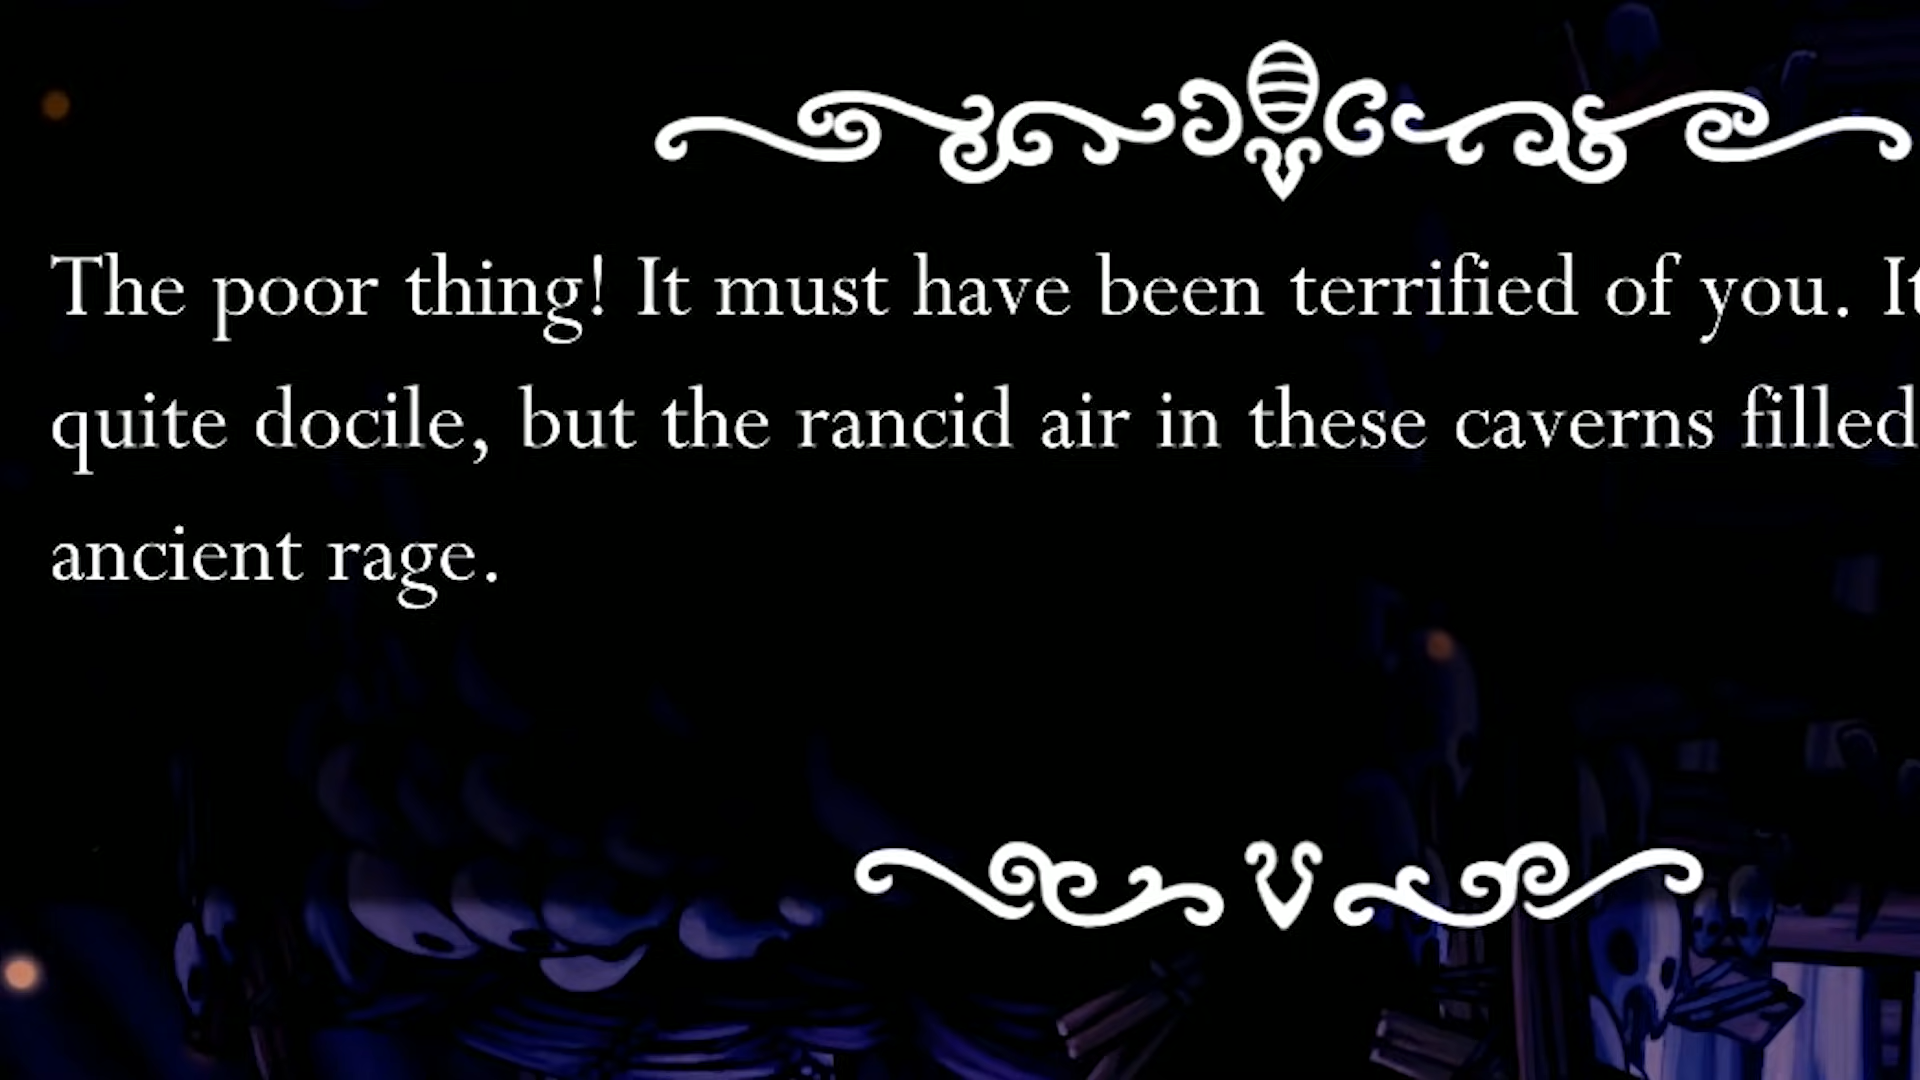 The poor thing! It must have been terrified of you. It
quite docile, but the rancid air in these caverns filled
ancient rage.